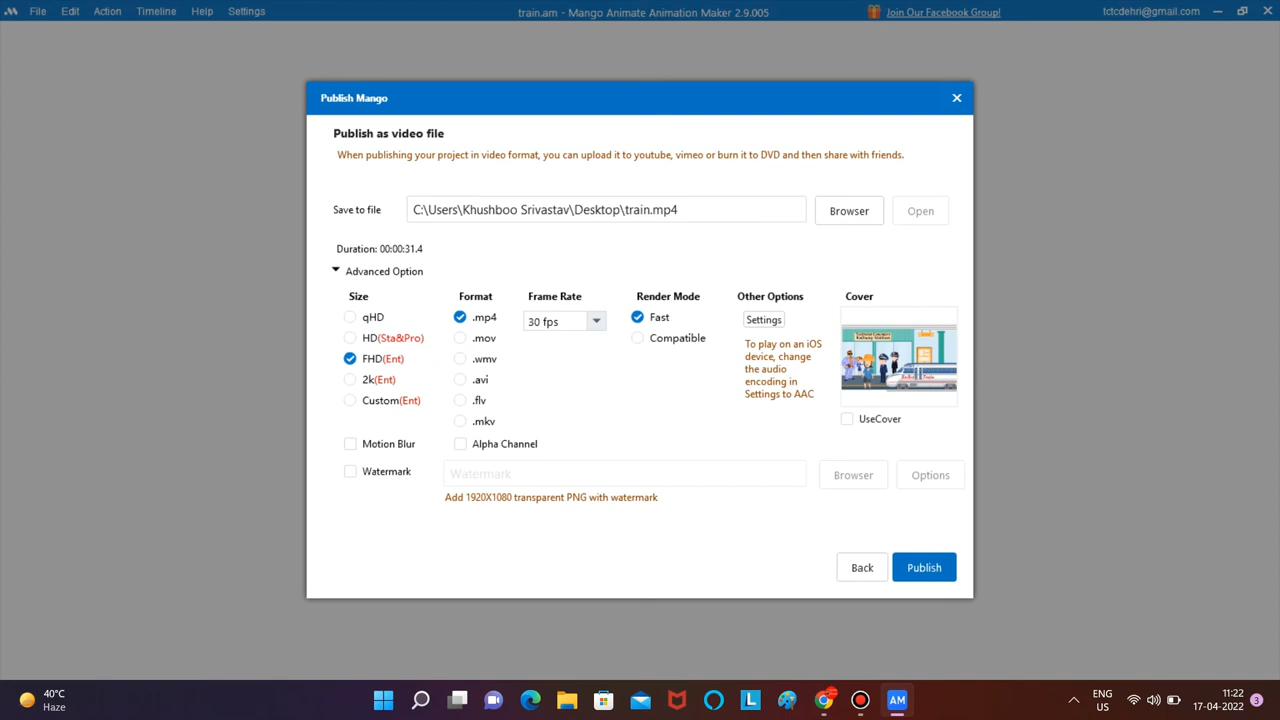 File Edit Action Timeline Help Settings train.am - Mango Animate Animation Maker 2.9.005 Join Our Facebook Group! tctcdehri@gmail.com
Publish Mango
Publish as video file
When publishing your project in video format, you can upload it to youtube, vimeo or burn it to DVD and then share with friends.
Save to file C:\Users\Khushboo Srivastav\Desktop\train.mp4 Browser Open
Duration: 00:00:31.4
Advanced Option
Size Format Frame Rate Render Mode Other Options Cover
qHD .mp4 30 fps Fast Settings
HD(Sta&Pro) .mov Compatible
FHD(Ent) .wmv
2k(Ent) .avi
Custom(Ent) .flv
.mkv
To play on an iOS
device, change
the audio
encoding in
Settings to AAC
UseCover
Motion Blur Alpha Channel
Watermark Watermark Browser Options
Add 1920X1080 transparent PNG with watermark
Back Publish
40°C
Haze
L
AM
ENG
US
11:22
17-04-2022
3